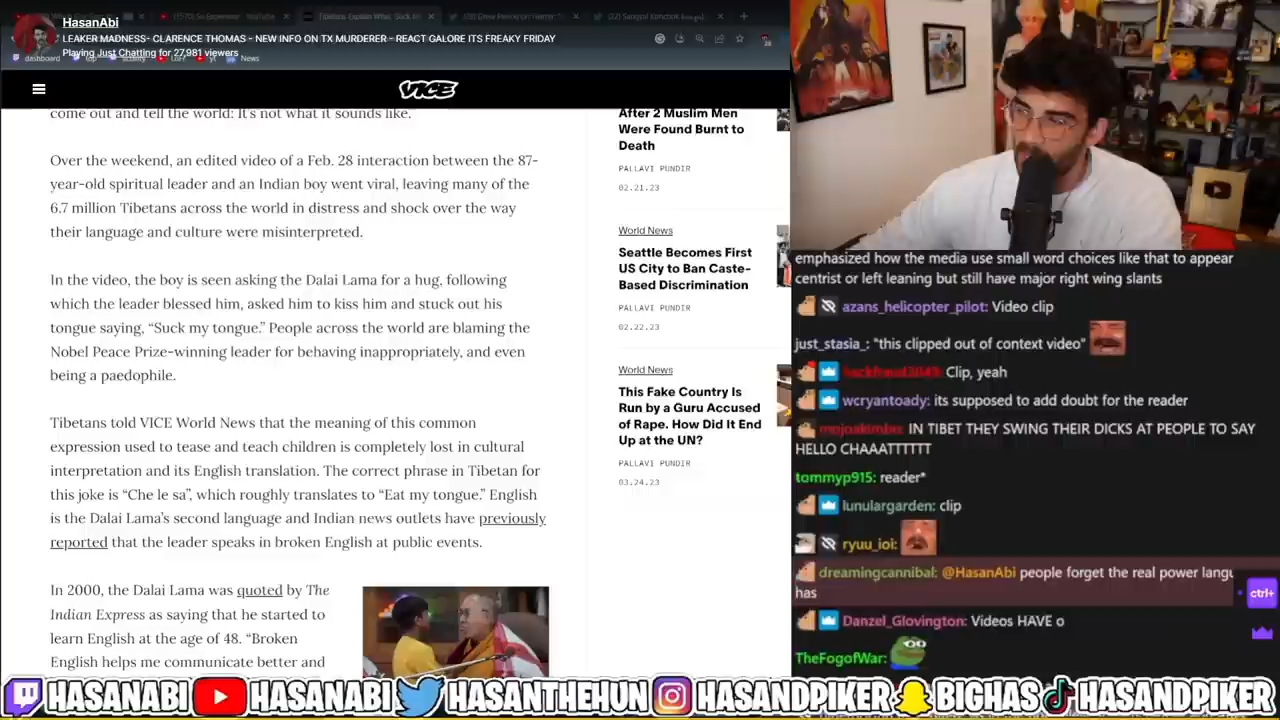 HasanAbi
LEAKER MADNESS- CLARENCE THOMAS - NEW INFO ON TX MURDERER - REACT GALORE ITS FREAKY FRIDAY
Playing Just Chatting for 27,981 viewers
dashboard
News
VICE
come out and tell the world: It's not what it sounds like.
Over the weekend, an edited video of a Feb. 28 interaction between the 87-
year-old spiritual leader and an Indian boy went viral, leaving many of the
6.7 million Tibetans across the world in distress and shock over the way
their language and culture were misinterpreted.
In the video, the boy is seen asking the Dalai Lama for a hug, following
which the leader blessed him, asked him to kiss him and stuck out his
tongue saying, “Suck my tongue.” People across the world are blaming the
Nobel Peace Prize-winning leader for behaving inappropriately, and even
being a paedophile.
Tibetans told VICE World News that the meaning of this common
expression used to tease and teach children is completely lost in cultural
interpretation and its English translation. The correct phrase in Tibetan for
this joke is “Che le sa”, which roughly translates to “Eat my tongue.” English
is the Dalai Lama’s second language and Indian news outlets have previously
reported that the leader speaks in broken English at public events.
In 2000, the Dalai Lama was quoted by The
Indian Express as saying that he started to
learn English at the age of 48. “Broken
English helps me communicate better and
After 2 Muslim Men
Were Found Burnt to
Death
PALLAVI PUNDIR
02.21.23
World News
Seattle Becomes First
US City to Ban Caste-
Based Discrimination
PALLAVI PUNDIR
02.22.23
World News
This Fake Country Is
Run by a Guru Accused
of Rape. How Did It End
Up at the UN?
PALLAVI PUNDIR
03.24.23
emphasized how the media use small word choices like that to appear
centrist or left leaning but still have major right wing slants
azans_helicopter_pilot: Video clip
just_stasia_: "this clipped out of context video"
Clip, yeah
wcryantoady: its supposed to add doubt for the reader
mojoakimbo: IN TIBET THEY SWING THEIR DICKS AT PEOPLE TO SAY
HELLO CHAAATTTTTT
tommyp915: reader*
lunulargarden: clip
ryuu_ioi:
dreamingcannibal: @HasanAbi people forget the real power langu
has
ctrl+
Danzel_Glovington: Videos HAVE o
TheFogofWar:
HASANABI HASANABI HASANTHEHUN HASANDPIKER BIGHAS HASANDPIKER